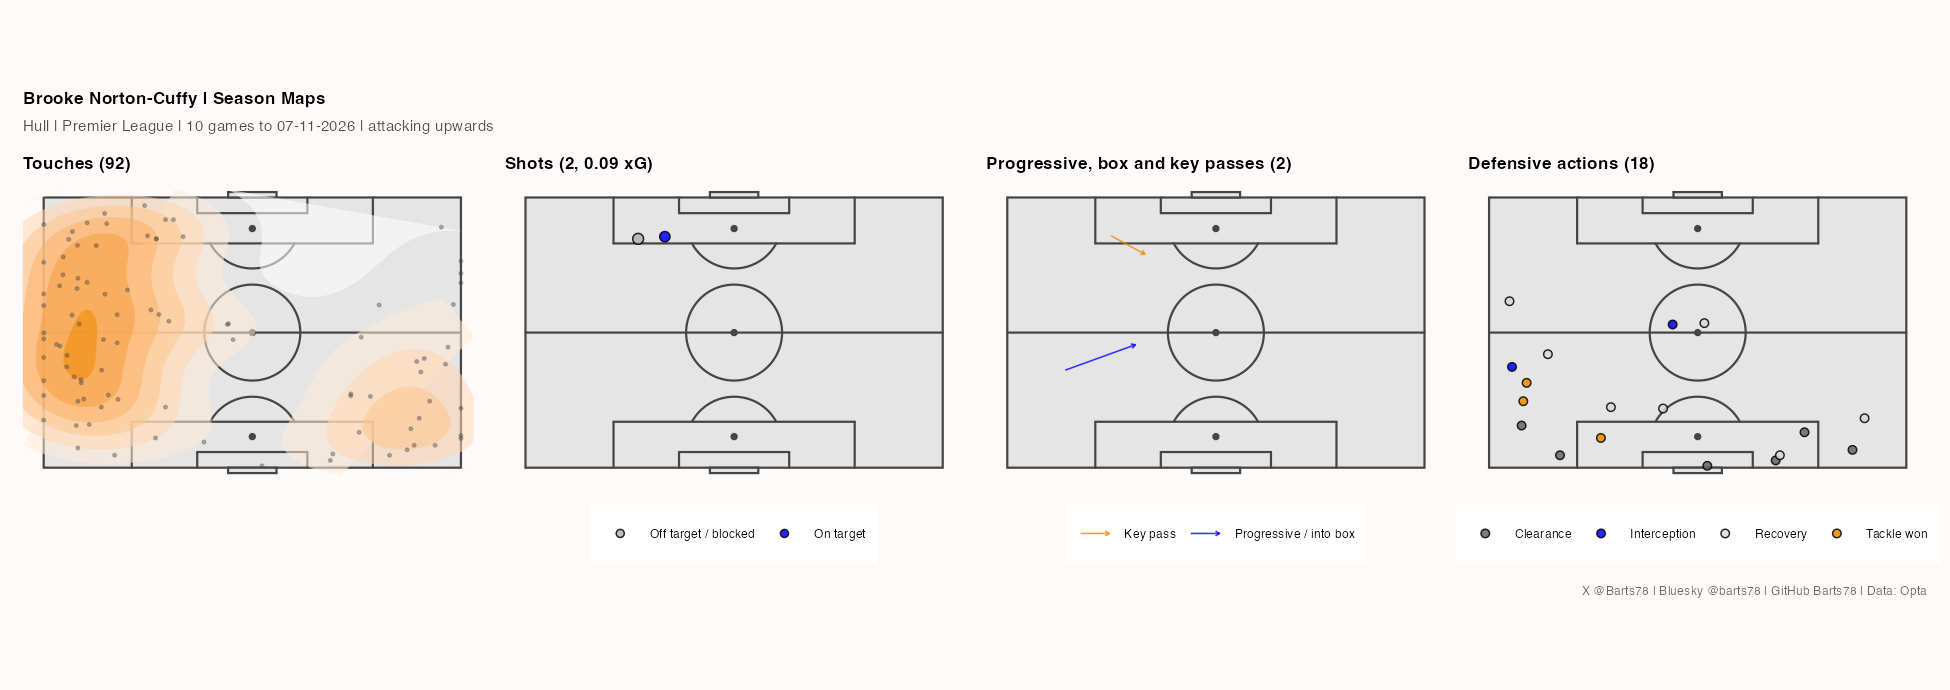 Brooke Norton-Cuffy | Season Maps
Hull | Premier League | 10 games to 07-11-2026 | attacking upwards
Touches (92)
Shots (2, 0.09 xG)
Progressive, box and key passes (2)
Defensive actions (18)
Off target / blocked
On target
Key pass
Progressive / into box
Clearance
Interception
Recovery
Tackle won
X @Barts78 | Bluesky @barts78 | GitHub Barts78 | Data: Opta